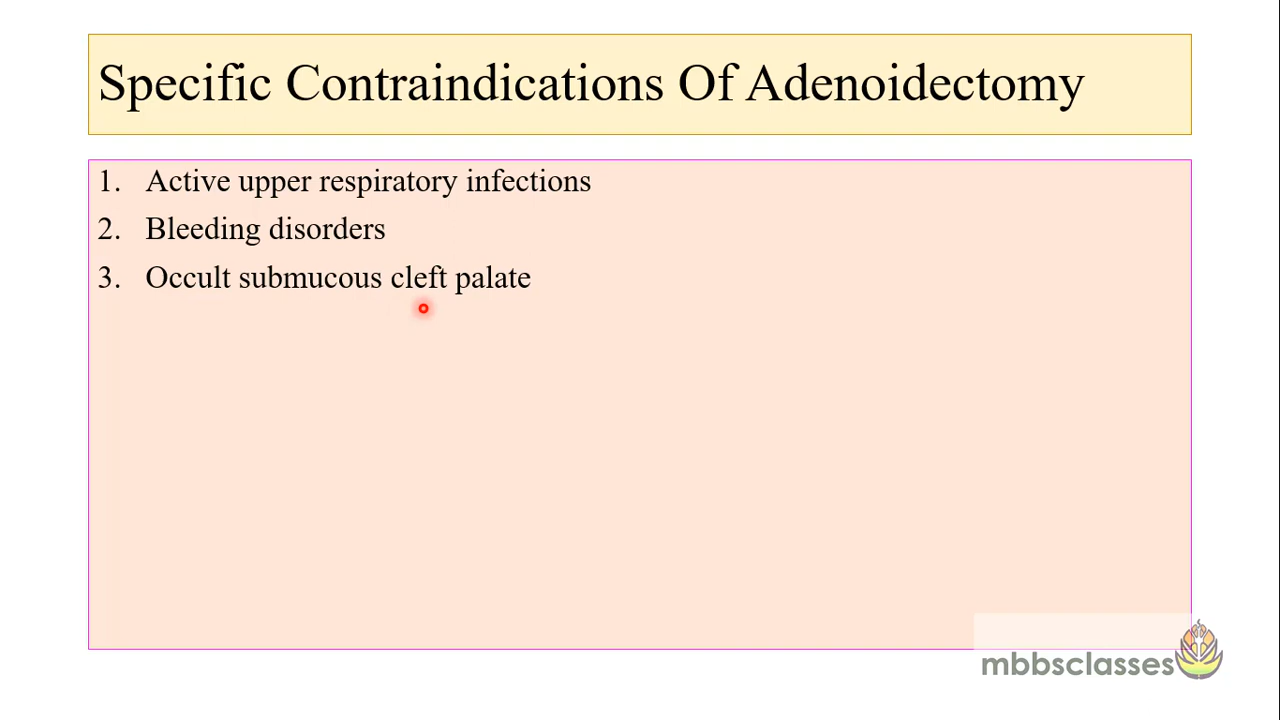 Specific Contraindications Of Adenoidectomy
1. Active upper respiratory infections
2. Bleeding disorders
3. Occult submucous cleft palate
mbbsclasses